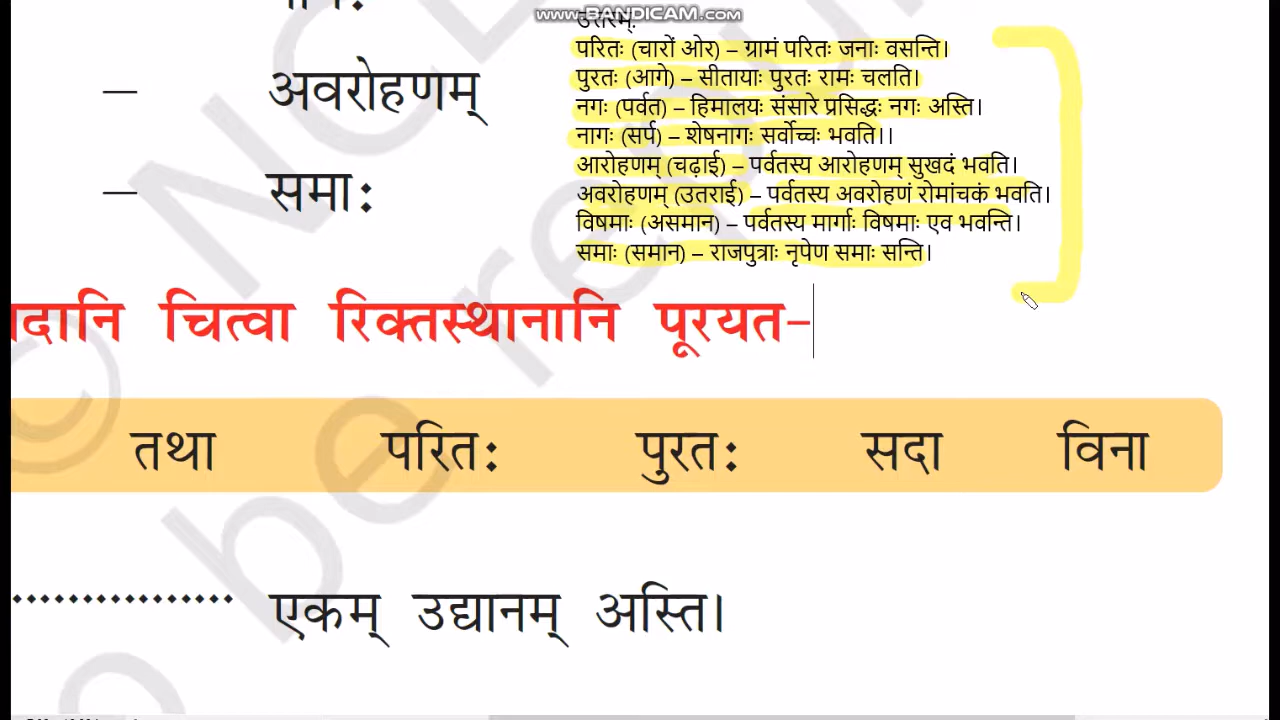 www.BANDICAM.com
उत्तरम्:
परितः (चारों ओर) – ग्रामं परितः जनाः वसन्ति।
पुरतः (आगे) – सीतायाः पुरतः रामः चलति।
नगः (पर्वत) – हिमालयः संसारे प्रसिद्धः नगः अस्ति।
नागः (सर्प) – शेषनागः सर्वोच्चः भवति।।
आरोहणम् (चढ़ाई) – पर्वतस्य आरोहणम् सुखदं भवति।
अवरोहणम् (उतराई) – पर्वतस्य अवरोहणं रोमांचकं भवति।
विषमाः (असमान) – पर्वतस्य मार्गाः विषमाः एव भवन्ति।
समाः (समान) – राजपुत्राः नृपेण समाः सन्ति।
— अवरोहणम्
— समाः
पदानि चित्वा रिक्तस्थानानि पूरयत–
तथा परितः पुरतः सदा विना
................ एकम् उद्यानम् अस्ति।